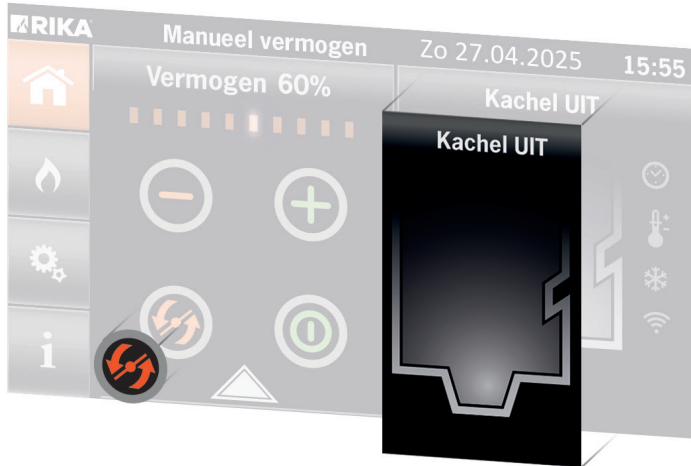 RIKA
Manueel vermogen
Zo 27.04.2025
15:55
Vermogen 60%
Kachel UIT
Kachel UIT
i